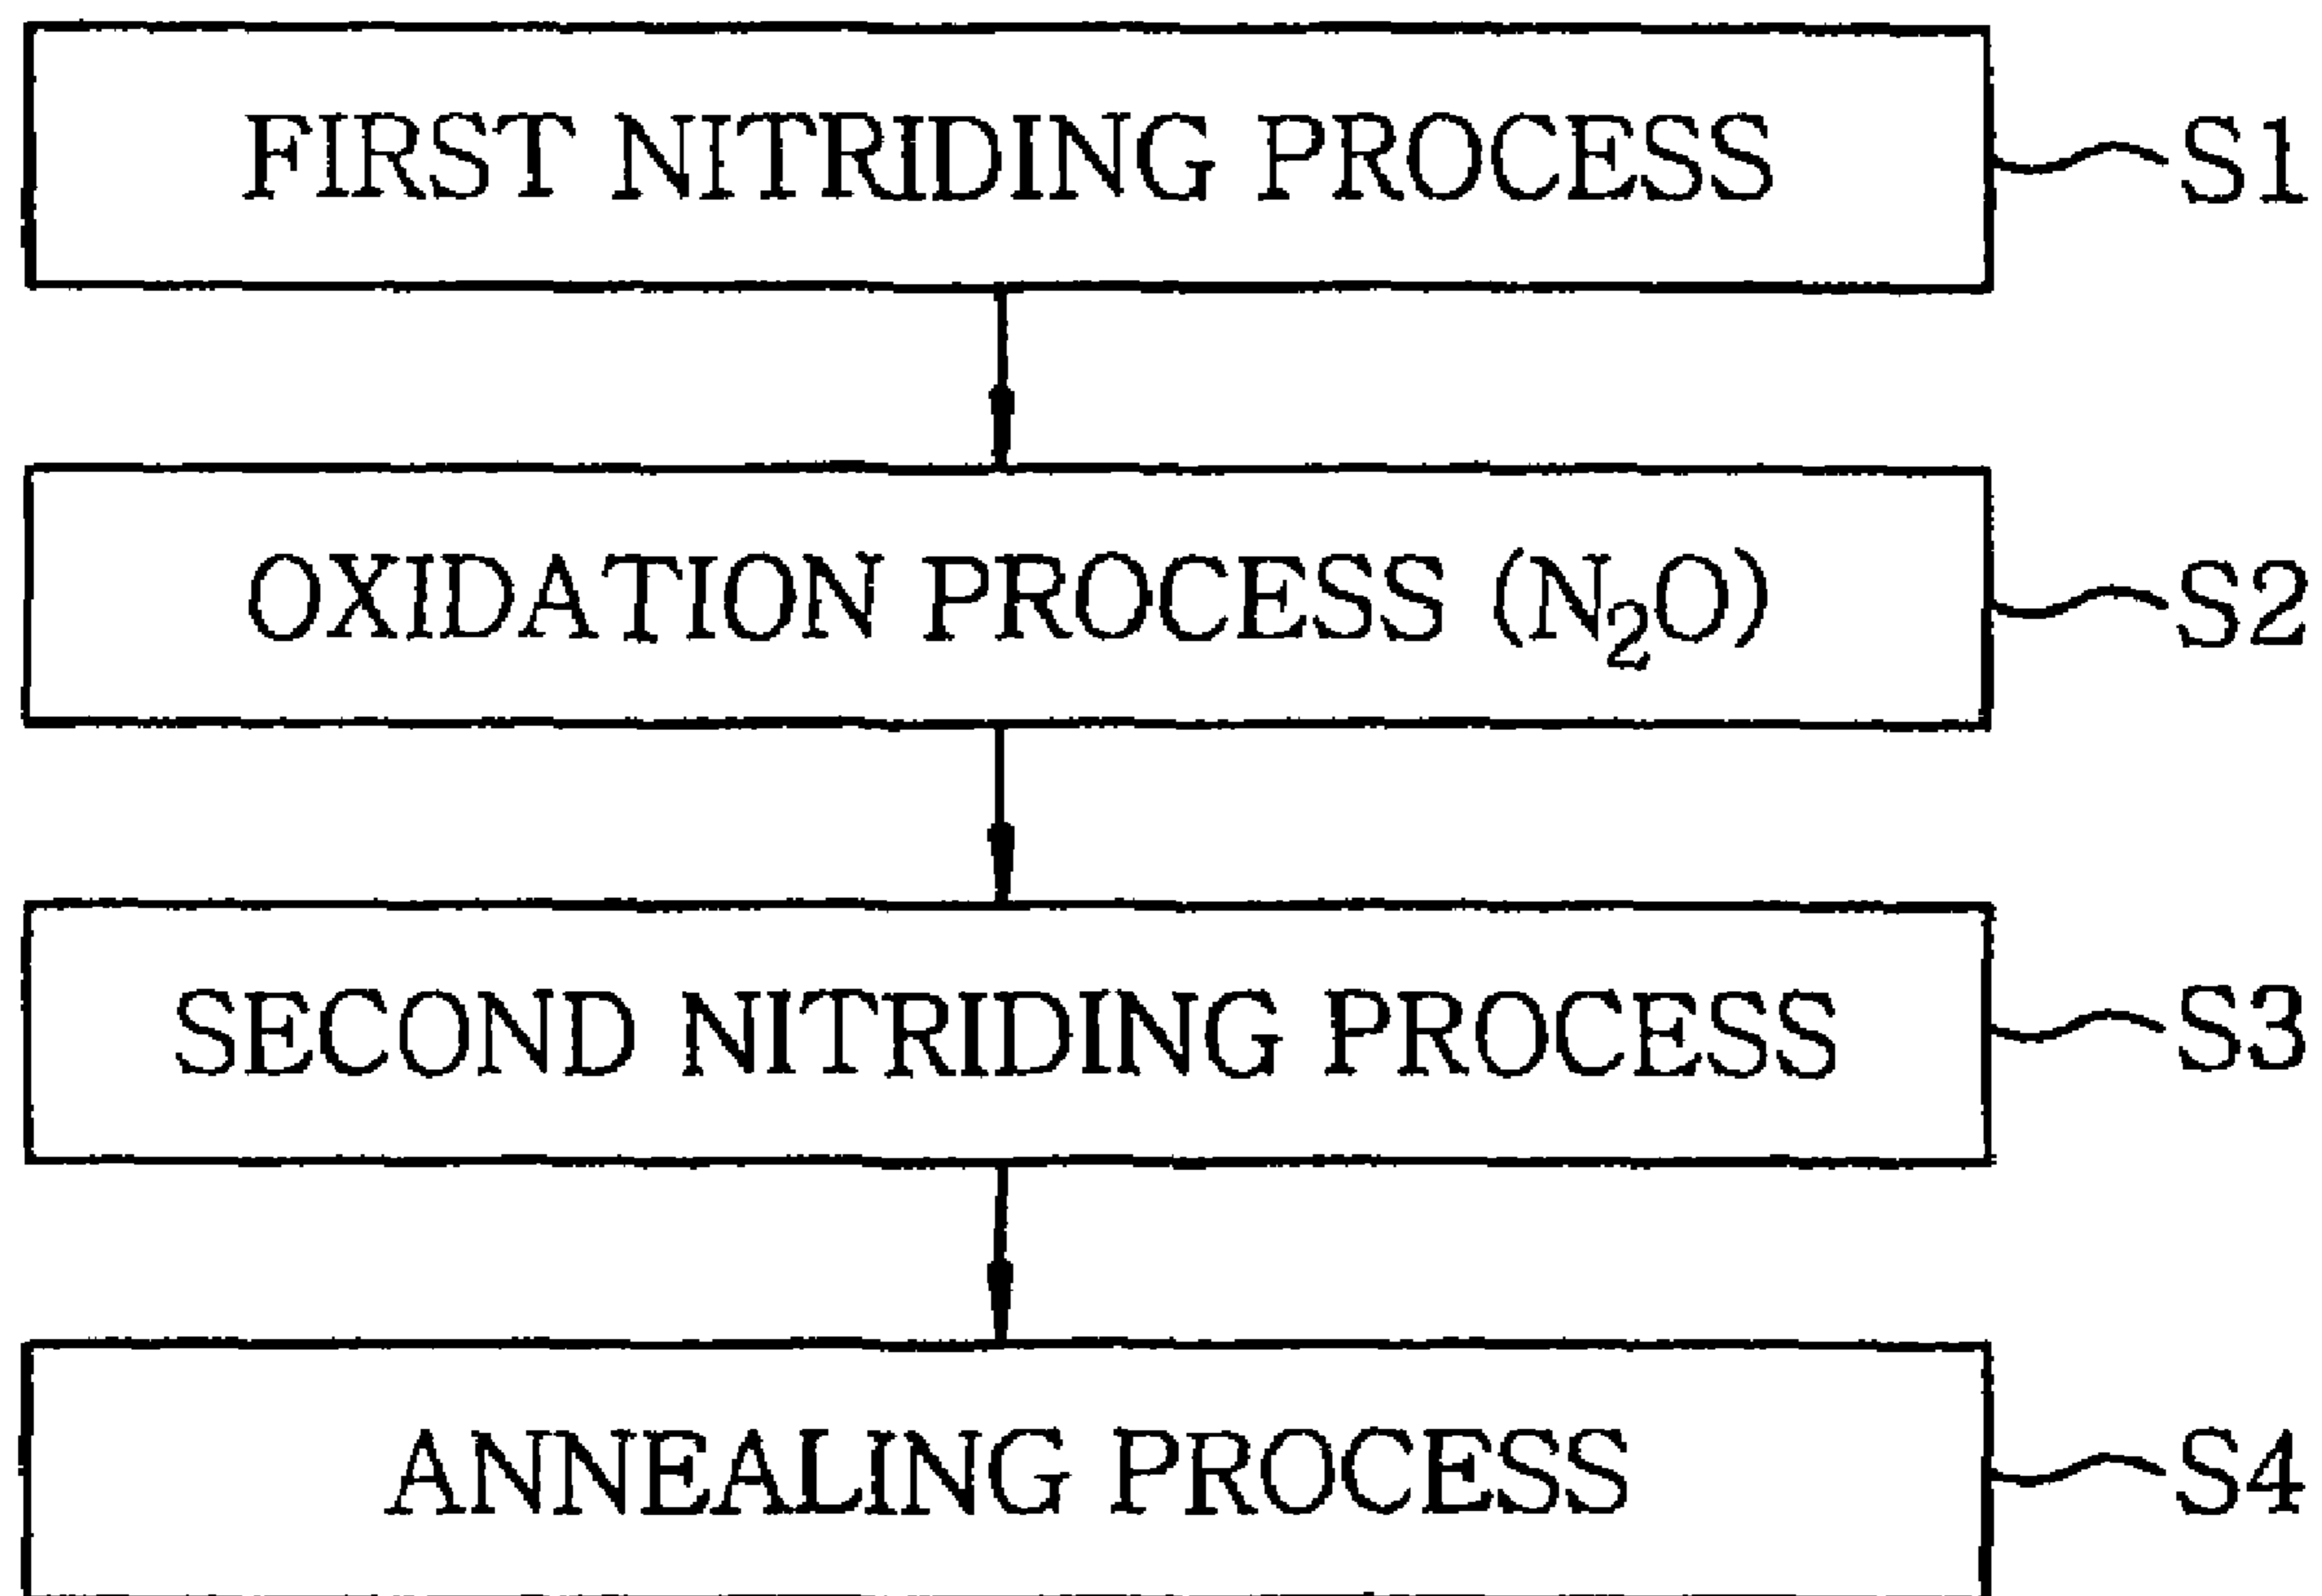 FIRST NITRIDING PROCESS S1
OXIDATION PROCESS (N₂O) S2
SECOND NITRIDING PROCESS S3
ANNEALING PROCESS S4